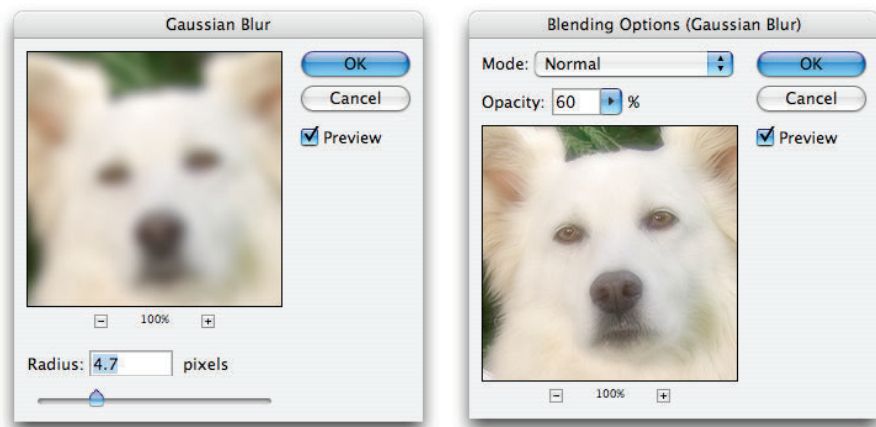 Gaussian Blur
OK
Cancel
Preview
100%
Radius: 4.7 pixels
Blending Options (Gaussian Blur)
Mode: Normal
OK
Opacity: 60 %
Cancel
Preview
100%